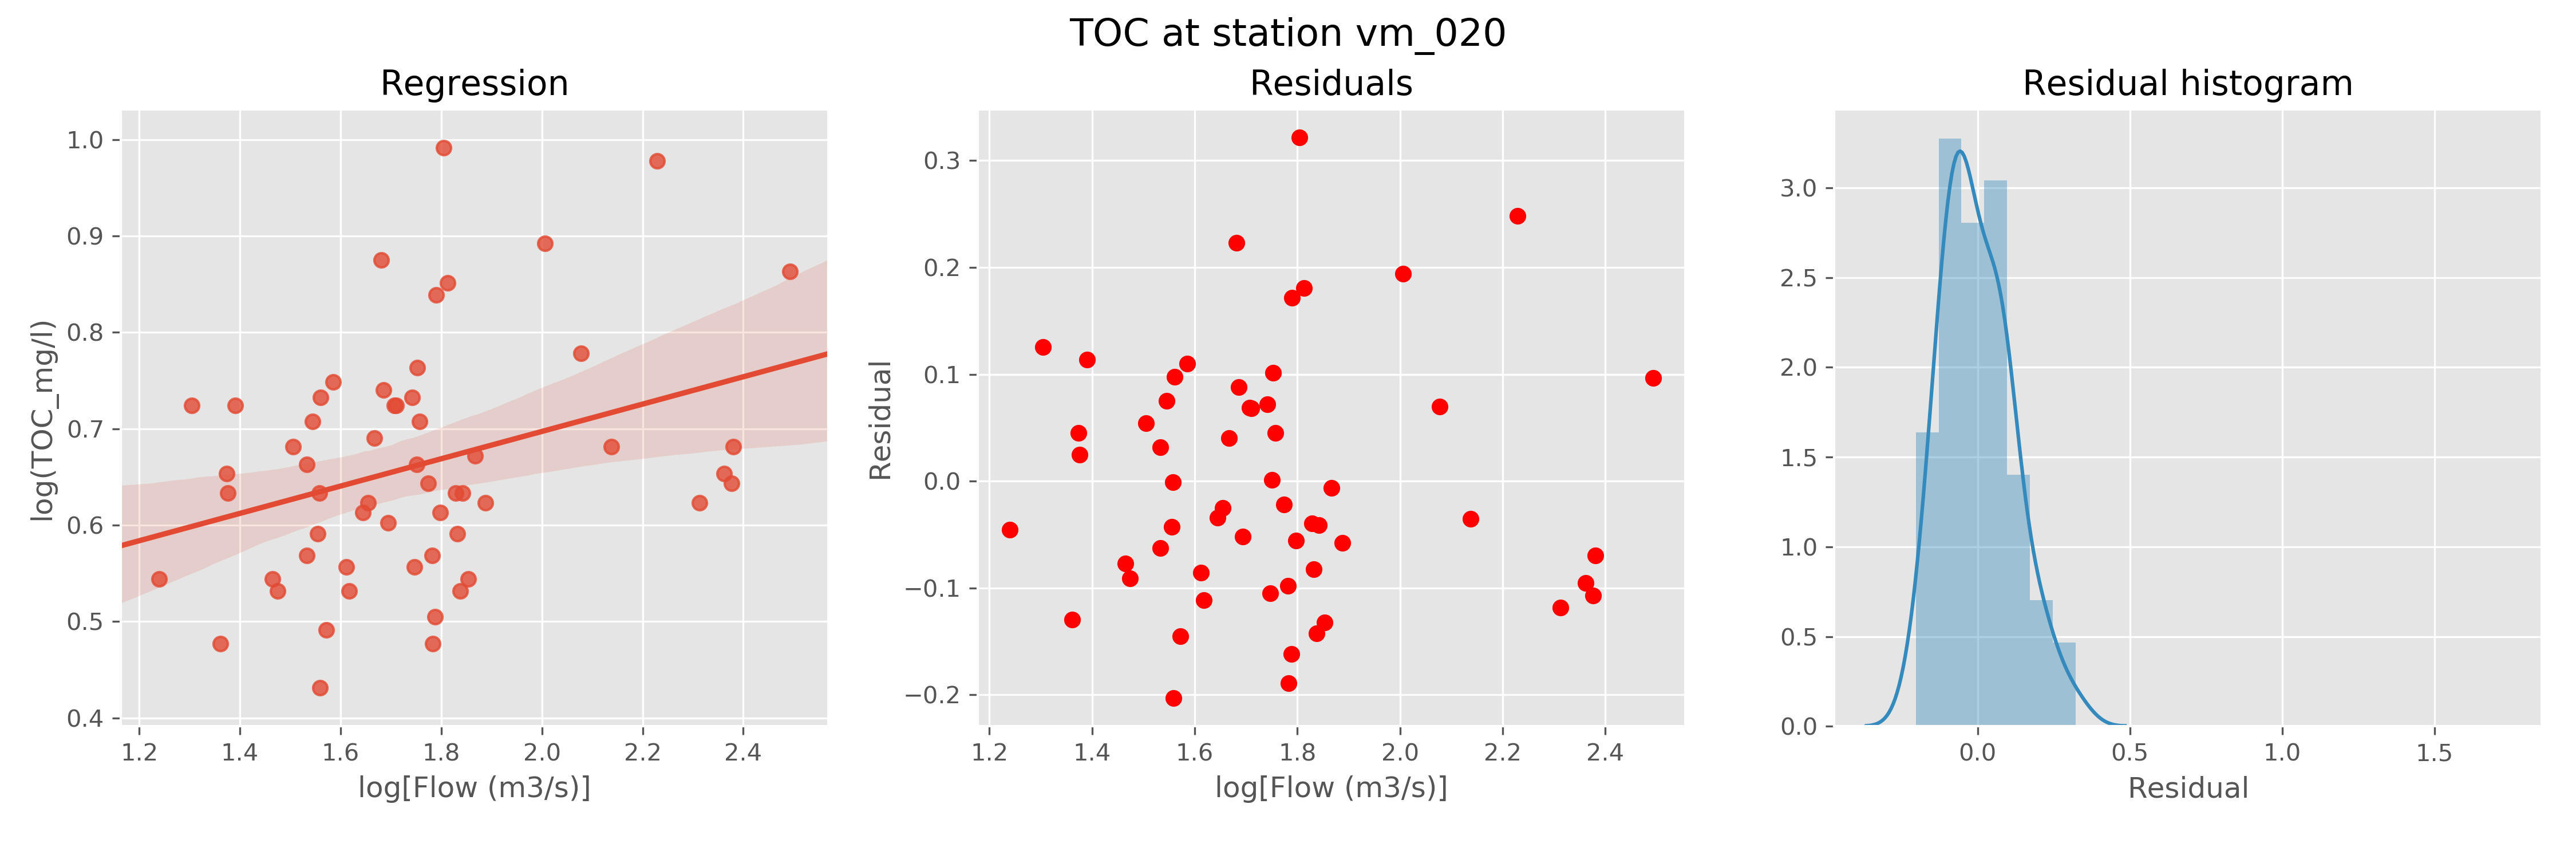 TOC at station vm_020
Regression
1.0
0.9
0.8
0.7
0.6
0.5
0.4
log(TOC_mg/l)
1.2 1.4 1.6 1.8 2.0 2.2 2.4
log[Flow (m3/s)]
Residuals
0.3
0.2
0.1
0.0
−0.1
−0.2
Residual
1.2 1.4 1.6 1.8 2.0 2.2 2.4
log[Flow (m3/s)]
Residual histogram
3.0
2.5
2.0
1.5
1.0
0.5
0.0
0.0 0.5 1.0 1.5
Residual